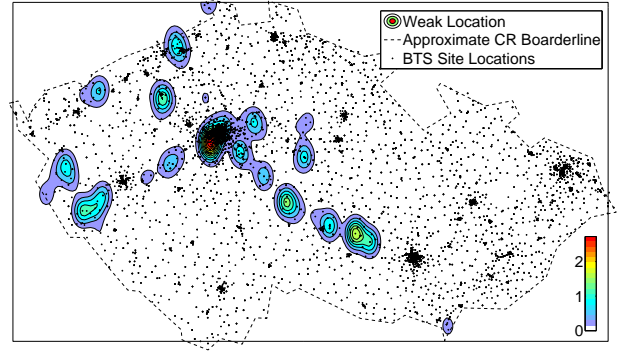 Weak Location
Approximate CR Boarderline
BTS Site Locations
2
1
0